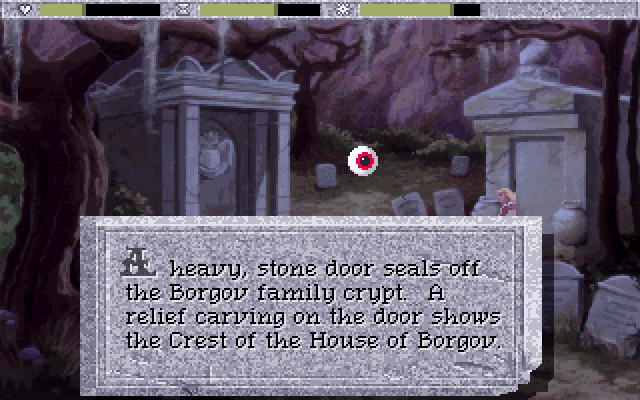 A heavy, stone door seals off
the Borgov family crypt. A
relief carving on the door shows
the Crest of the House of Borgov.